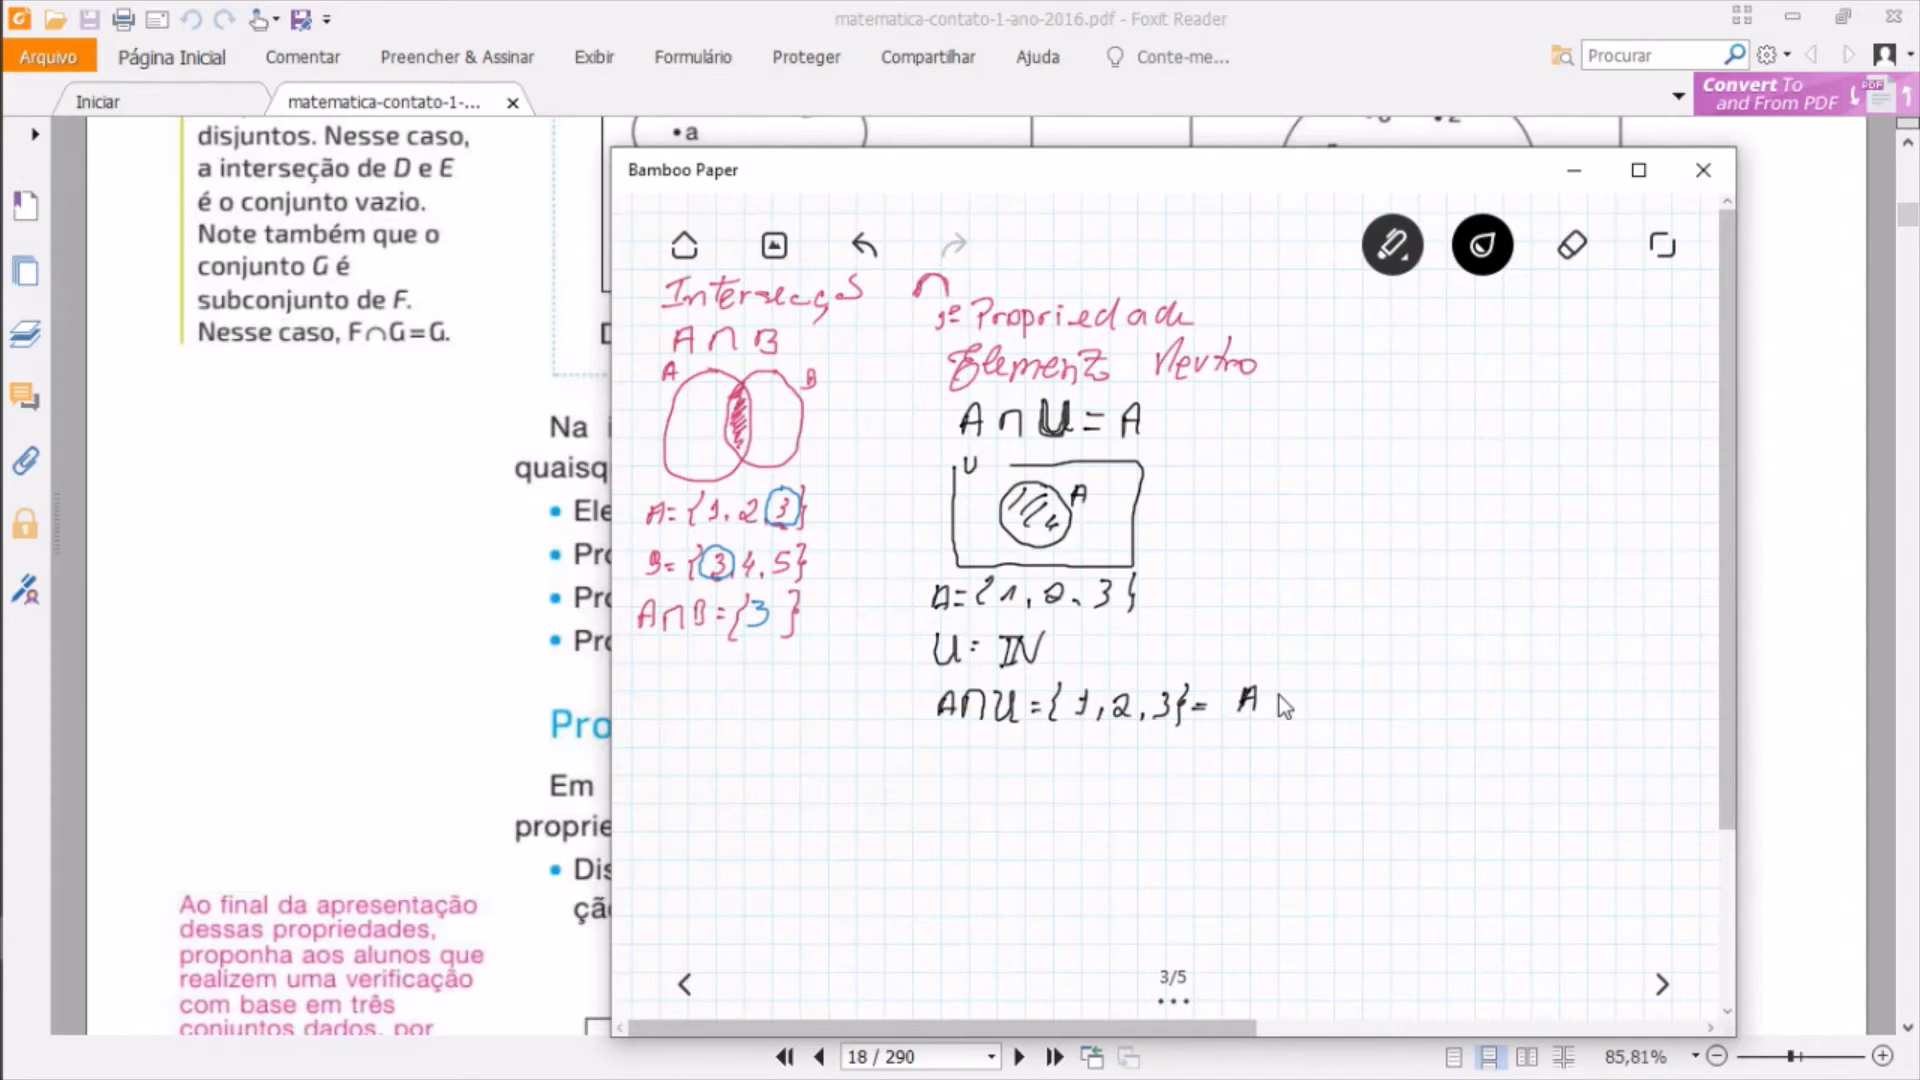 matematica-contato-1-ano-2016.pdf - Foxit Reader
Arquivo Página Inicial Comentar Preencher & Assinar Exibir Formulário Proteger Compartilhar Ajuda Conte-me... Procurar
Iniciar matematica-contato-1-...
Convert To
and From PDF
PDF
disjuntos. Nesse caso,
a interseção de D e E
é o conjunto vazio.
Note também que o
conjunto G é
subconjunto de F.
Nesse caso, F∩G=G.
•a
Bamboo Paper
Intersecção ∩
A ∩ B
A B
A= {1, 2 3}
B= {3, 4, 5}
A∩B = {3 }
1ª Propriedade
Elemento Neutro
A ∩ U = A
U
A
A={1, 2, 3}
U= IN
A∩U={1,2,3}= A
3/5
Na
quaisq
• Ele
• Pro
• Pro
• Pro
Pro
Em
proprie
• Dis
çã
Ao final da apresentação
dessas propriedades,
proponha aos alunos que
realizem uma verificação
com base em três
conjuntos dados, por
18 / 290
85,81%